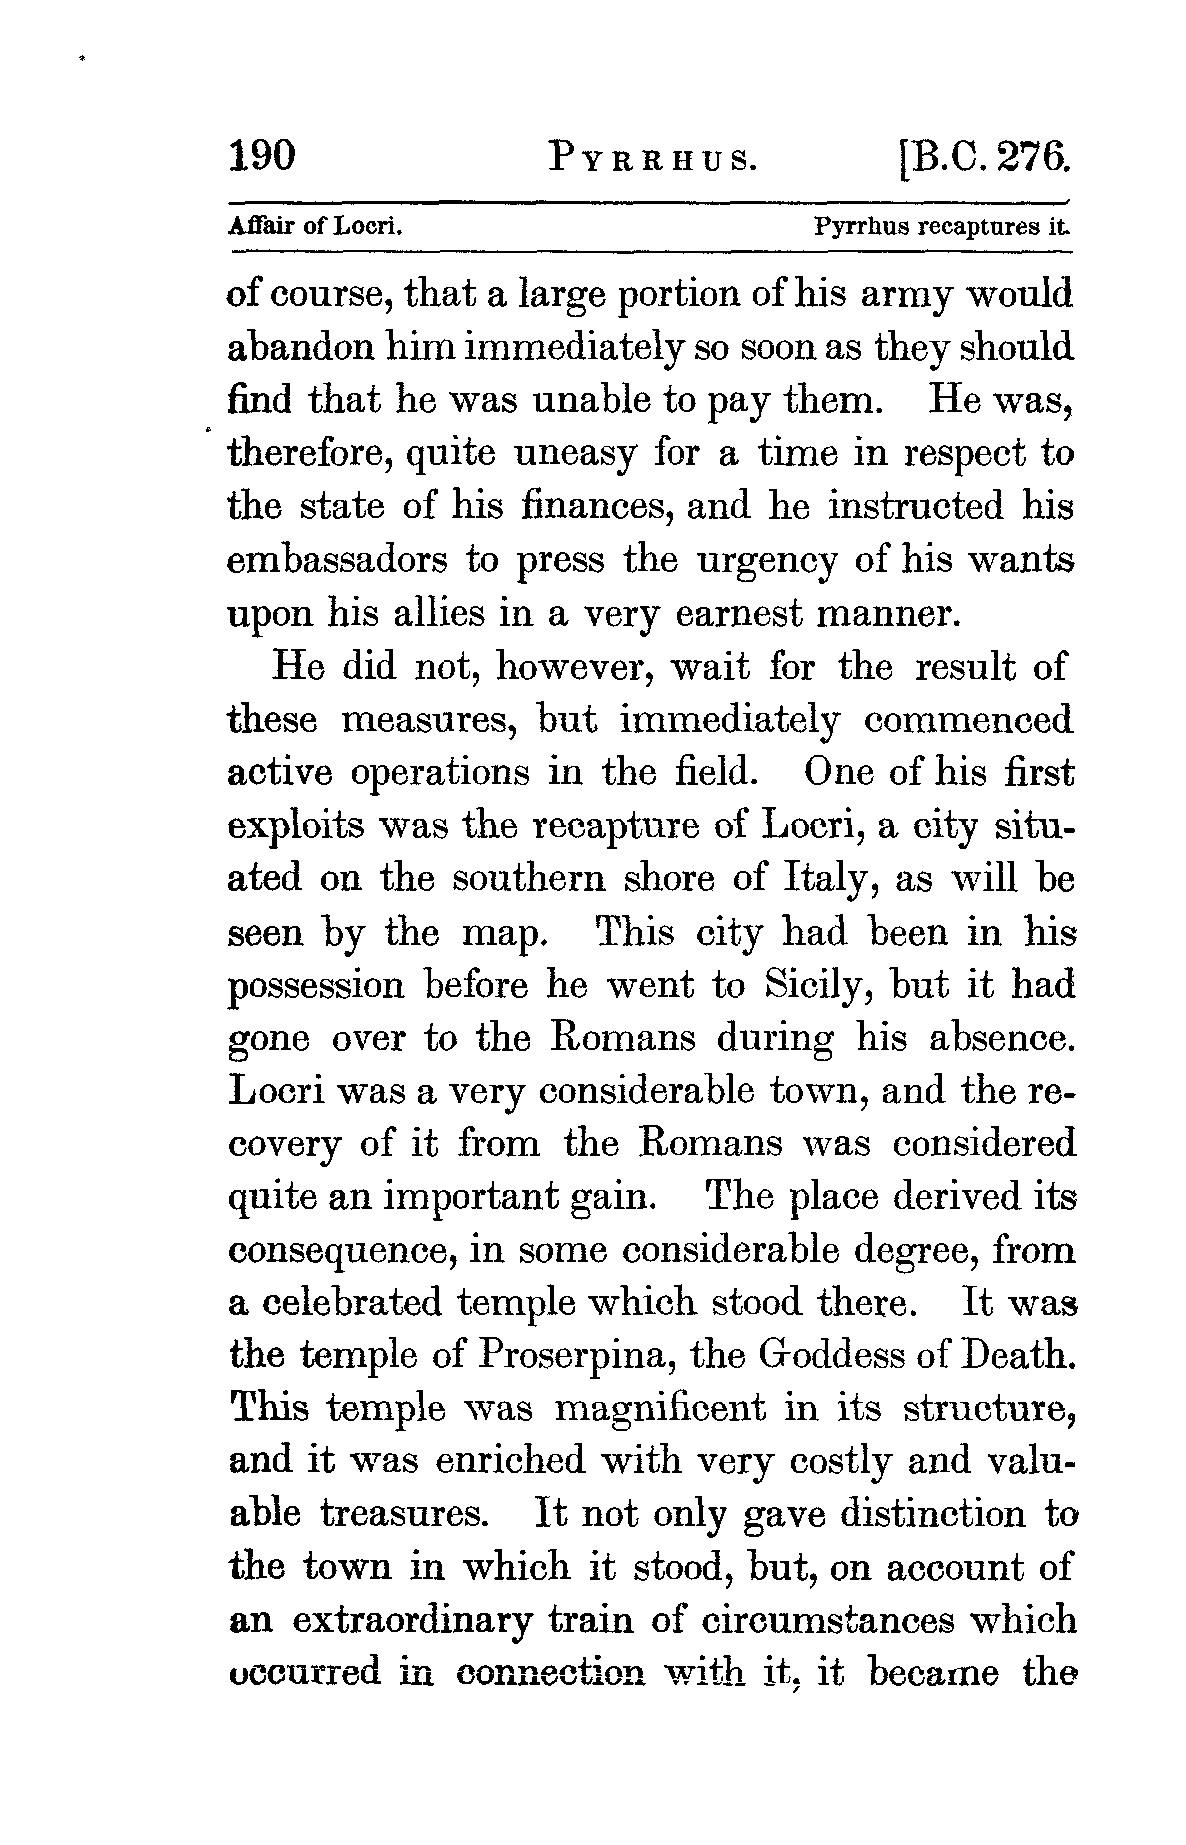 190 PYRRHUS. [B.C. 276.
Affair of Locri. Pyrrhus recaptures it.
of course, that a large portion of his army would
abandon him immediately so soon as they should
find that he was unable to pay them. He was,
therefore, quite uneasy for a time in respect to
the state of his finances, and he instructed his
embassadors to press the urgency of his wants
upon his allies in a very earnest manner.
He did not, however, wait for the result of
these measures, but immediately commenced
active operations in the field. One of his first
exploits was the recapture of Locri, a city situ-
ated on the southern shore of Italy, as will be
seen by the map. This city had been in his
possession before he went to Sicily, but it had
gone over to the Romans during his absence.
Locri was a very considerable town, and the re-
covery of it from the Romans was considered
quite an important gain. The place derived its
consequence, in some considerable degree, from
a celebrated temple which stood there. It was
the temple of Proserpina, the Goddess of Death.
This temple was magnificent in its structure,
and it was enriched with very costly and valu-
able treasures. It not only gave distinction to
the town in which it stood, but, on account of
an extraordinary train of circumstances which
occurred in connection with it, it became the